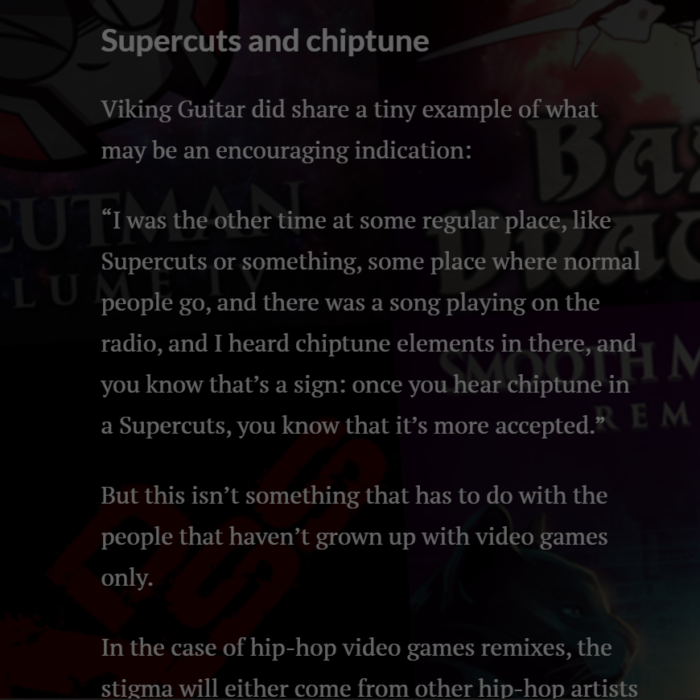 Supercuts and chiptune
Viking Guitar did share a tiny example of what
may be an encouraging indication:
“I was the other time at some regular place, like
Supercuts or something, some place where normal
people go, and there was a song playing on the
radio, and I heard chiptune elements in there, and
you know that’s a sign: once you hear chiptune in
a Supercuts, you know that it’s more accepted.”
But this isn’t something that has to do with the
people that haven’t grown up with video games
only.
In the case of hip-hop video games remixes, the
stigma will either come from other hip-hop artists
CUTMAN
LUME IV
SMOOTH M
REM